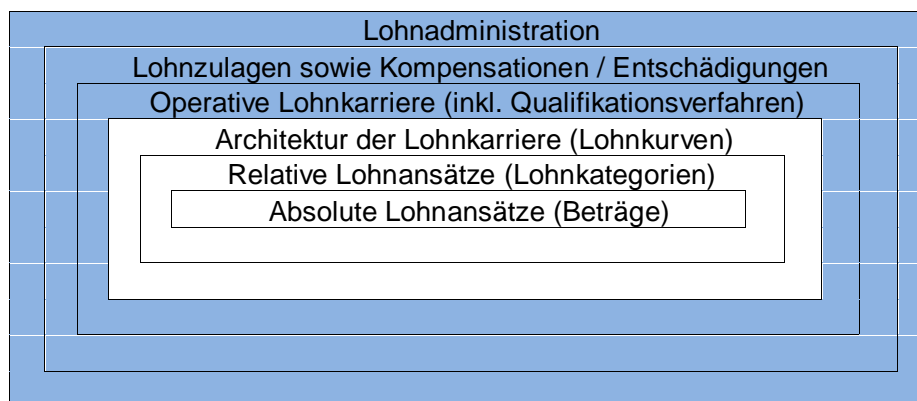 Lohnadministration
Lohnzulagen sowie Kompensationen / Entschädigungen
Operative Lohnkarriere (inkl. Qualifikationsverfahren)
Architektur der Lohnkarriere (Lohnkurven)
Relative Lohnansätze (Lohnkategorien)
Absolute Lohnansätze (Beträge)